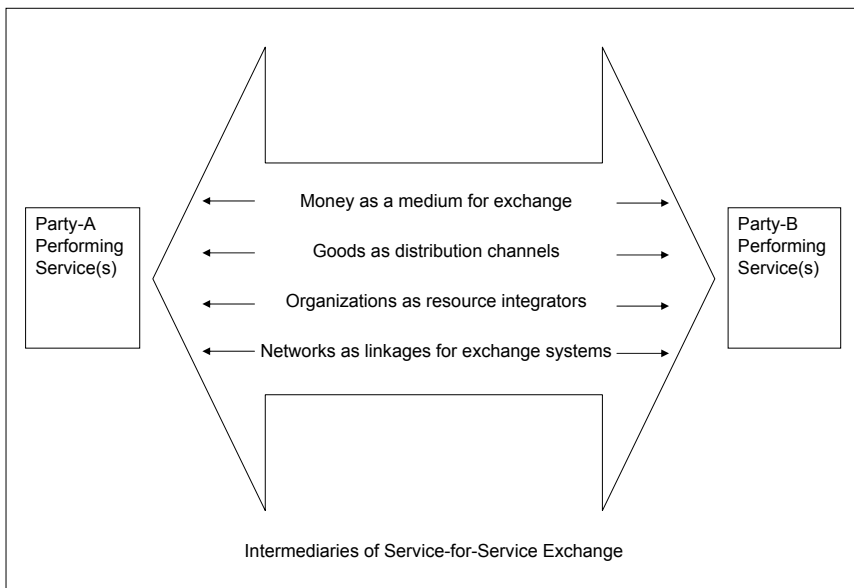 Money as a medium for exchange
Party-A
Performing
Service(s)
Party-B
Performing
Service(s)
Goods as distribution channels
Organizations as resource integrators
Networks as linkages for exchange systems
Intermediaries of Service-for-Service Exchange